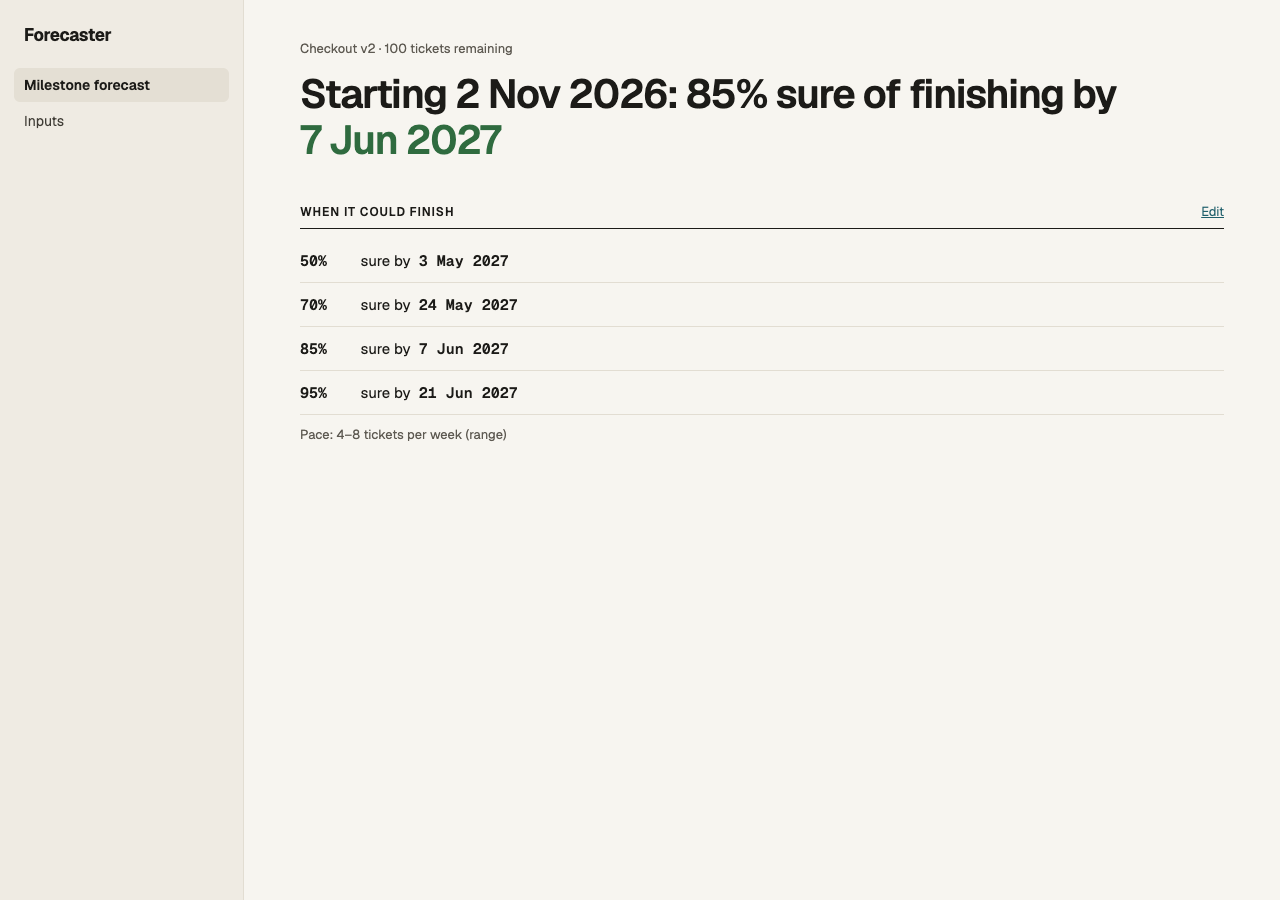 Forecaster
Milestone forecast
Inputs
Checkout v2 · 100 tickets remaining
Starting 2 Nov 2026: 85% sure of finishing by
7 Jun 2027
WHEN IT COULD FINISH
Edit
50% sure by 3 May 2027
70% sure by 24 May 2027
85% sure by 7 Jun 2027
95% sure by 21 Jun 2027
Pace: 4–8 tickets per week (range)